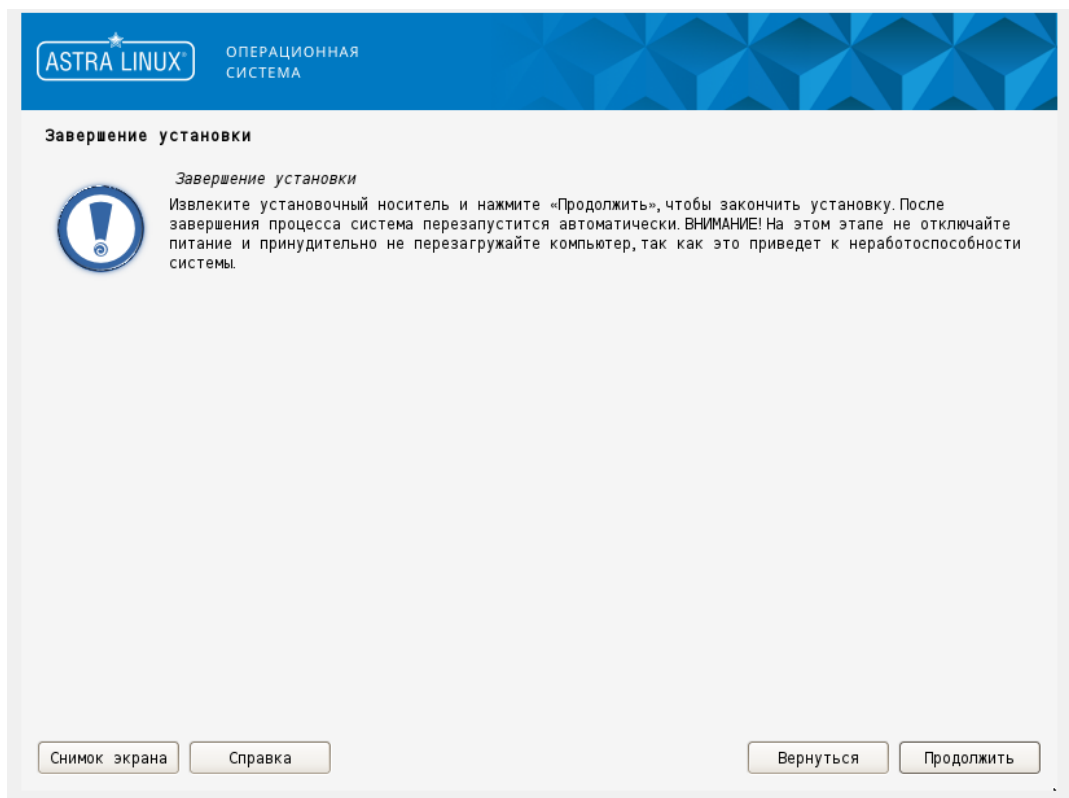 ASTRA LINUX®
ОПЕРАЦИОННАЯ
СИСТЕМА
Завершение установки
Завершение установки
Извлеките установочный носитель и нажмите «Продолжить», чтобы закончить установку. После
завершения процесса система перезапустится автоматически. ВНИМАНИЕ! На этом этапе не отключайте
питание и принудительно не перезагружайте компьютер, так как это приведет к неработоспособности
системы.
Снимок экрана
Справка
Вернуться
Продолжить